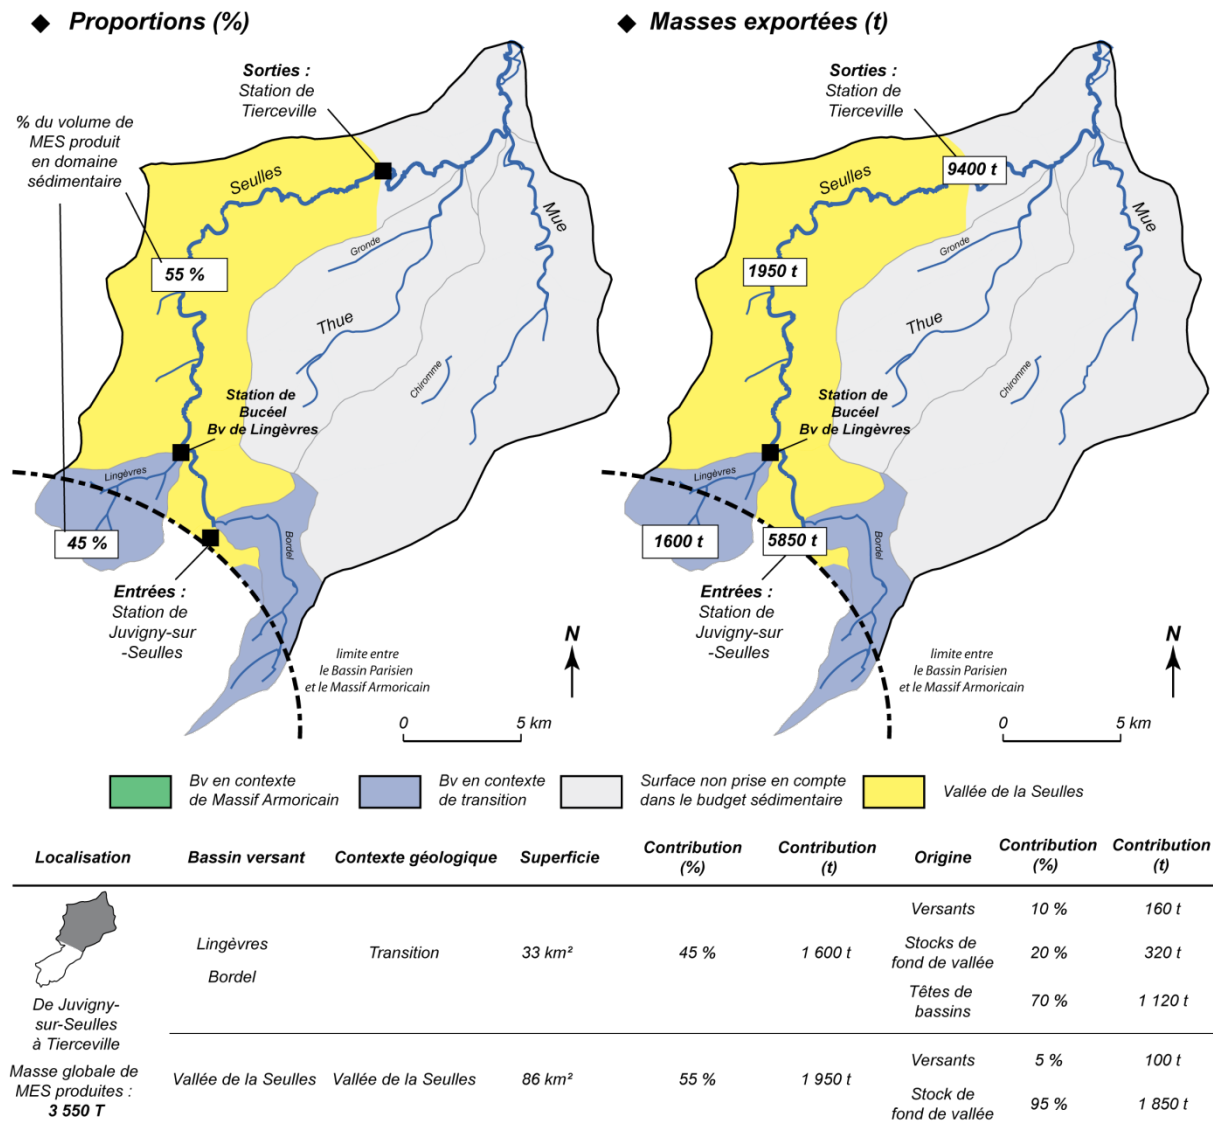 ◆ Proportions (%)
Sorties :
Station de
Tierceville
% du volume de
MES produit
en domaine
sédimentaire
Seulles
Mue
55 %
Gronde
Thue
Chiromme
Station de
Bucéel
Bv de Lingèvres
Lingèvres
45 %
Bordel
Entrées :
Station de
Juvigny-sur
-Seulles
limite entre
le Bassin Parisien
et le Massif Armoricain
N
0 5 km
◆ Masses exportées (t)
Sorties :
Station de
Tierceville
9400 t
Seulles
Mue
1950 t
Gronde
Thue
Chiromme
Station de
Bucéel
Bv de Lingèvres
Lingèvres
1600 t
5850 t
Bordel
Entrées :
Station de
Juvigny-sur
-Seulles
limite entre
le Bassin Parisien
et le Massif Armoricain
N
0 5 km
Bv en contexte
de Massif Armoricain
Bv en contexte
de transition
Surface non prise en compte
dans le budget sédimentaire
Vallée de la Seulles
Localisation Bassin versant Contexte géologique Superficie Contribution (%) Contribution (t) Origine Contribution (%) Contribution (t)
De Juvigny-
sur-Seulles
à Tierceville
Masse globale de
MES produites :
3 550 T
Lingèvres
Bordel
Transition 33 km² 45 % 1 600 t
Versants 10 % 160 t
Stocks de
fond de vallée 20 % 320 t
Têtes de
bassins 70 % 1 120 t
Vallée de la Seulles Vallée de la Seulles 86 km² 55 % 1 950 t
Versants 5 % 100 t
Stock de
fond de vallée 95 % 1 850 t